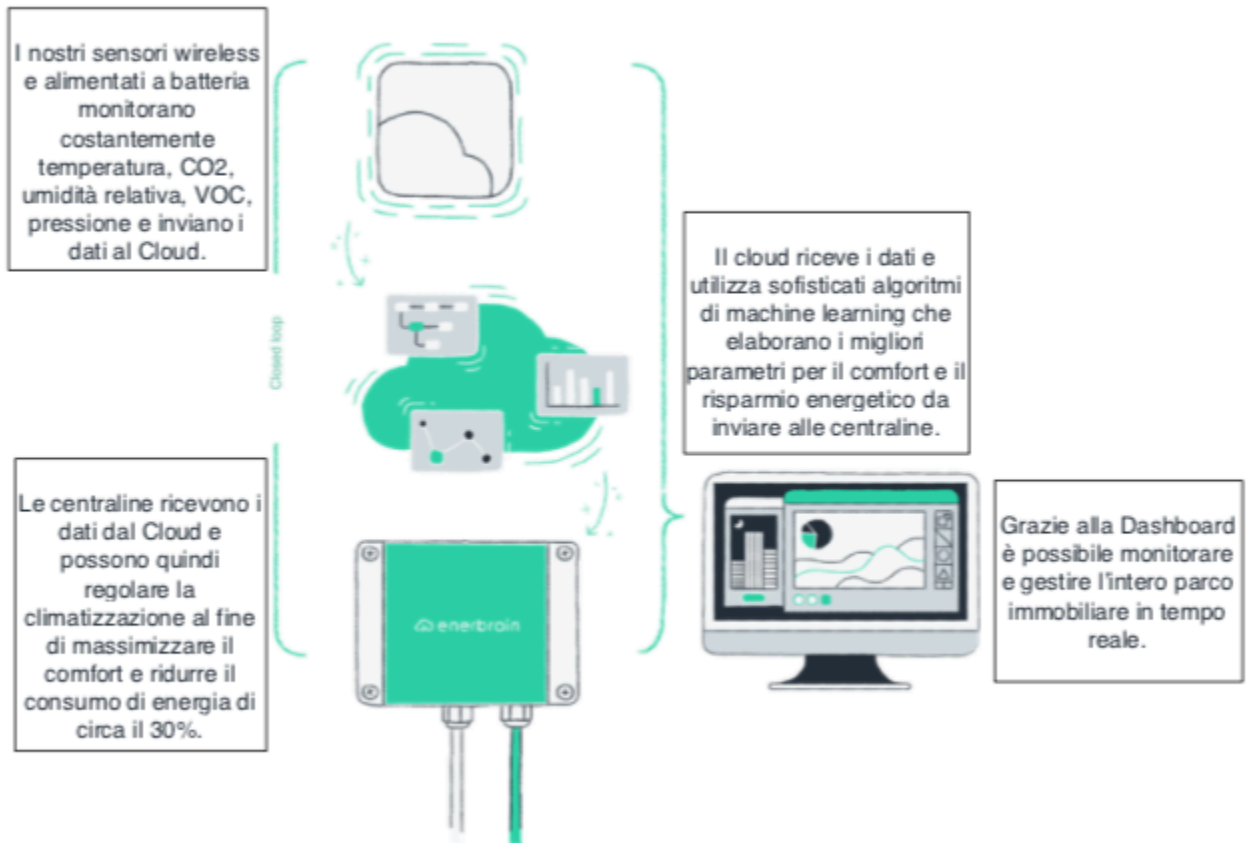 I nostri sensori wireless
e alimentati a batteria
monitorano
costantemente
temperatura, CO2,
umidità relativa, VOC,
pressione e inviano i
dati al Cloud.
Closed loop
Il cloud riceve i dati e
utilizza sofisticati algoritmi
di machine learning che
elaborano i migliori
parametri per il comfort e il
risparmio energetico da
inviare alle centraline.
Le centraline ricevono i
dati dal Cloud e
possono quindi
regolare la
climatizzazione al fine
di massimizzare il
comfort e ridurre il
consumo di energia di
circa il 30%.
enerbrain
Grazie alla Dashboard
è possibile monitorare
e gestire l'intero parco
immobiliare in tempo
reale.